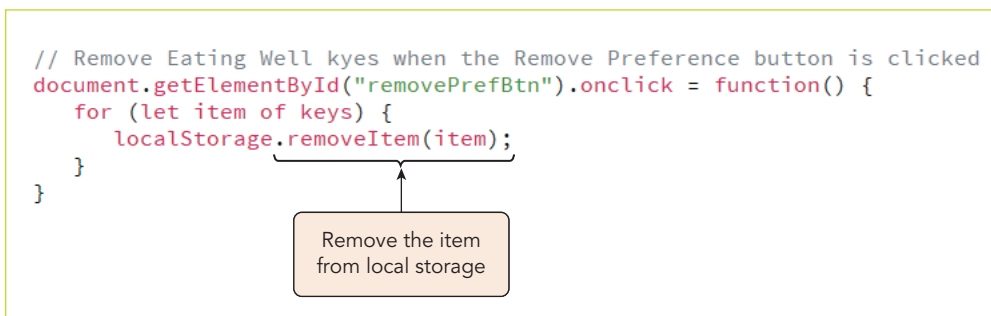 // Remove Eating Well kyes when the Remove Preference button is clicked
document.getElementById("removePrefBtn").onclick = function() {
   for (let item of keys) {
      localStorage.removeItem(item);
   }
}
Remove the item
from local storage